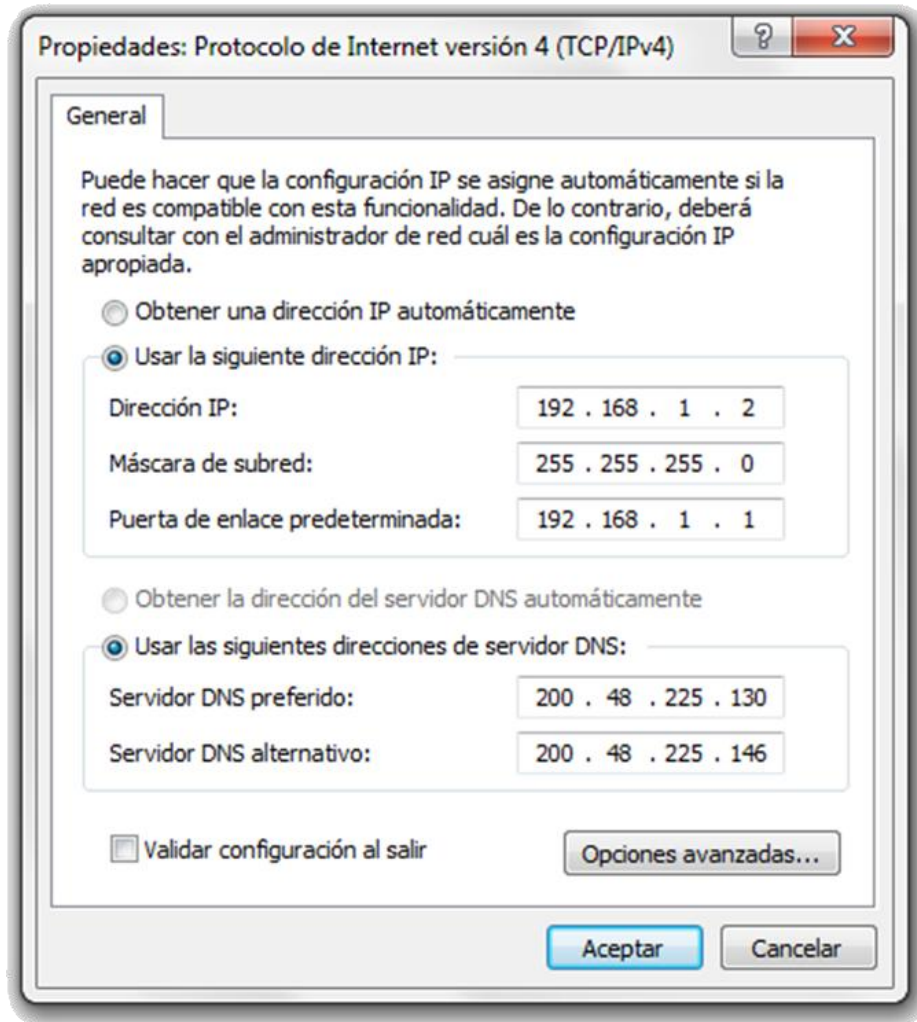 Propiedades: Protocolo de Internet versión 4 (TCP/IPv4)
?
General
Puede hacer que la configuración IP se asigne automáticamente si la
red es compatible con esta funcionalidad. De lo contrario, deberá
consultar con el administrador de red cuál es la configuración IP
apropiada.
Obtener una dirección IP automáticamente
Usar la siguiente dirección IP:
Dirección IP: 192 . 168 . 1 . 2
Máscara de subred: 255 . 255 . 255 . 0
Puerta de enlace predeterminada: 192 . 168 . 1 . 1
Obtener la dirección del servidor DNS automáticamente
Usar las siguientes direcciones de servidor DNS:
Servidor DNS preferido: 200 . 48 . 225 . 130
Servidor DNS alternativo: 200 . 48 . 225 . 146
Validar configuración al salir Opciones avanzadas...
Aceptar Cancelar